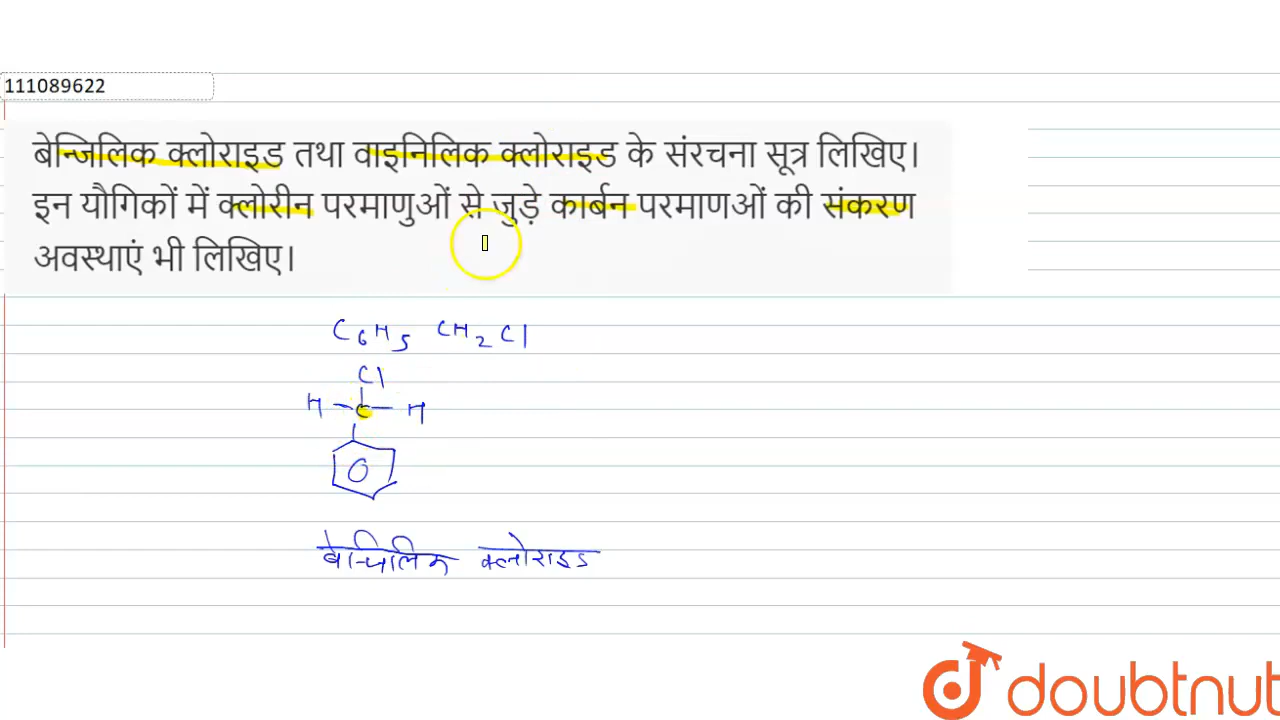 111089622
बेन्जिलिक क्लोराइड तथा वाइनिलिक क्लोराइड के संरचना सूत्र लिखिए।
इन यौगिकों में क्लोरीन परमाणुओं से जुड़े कार्बन परमाणओं की संकरण
अवस्थाएं भी लिखिए।
C6H5 CH2Cl
Cl
H C H
बेन्जिलिक क्लोराइड
doubtnut